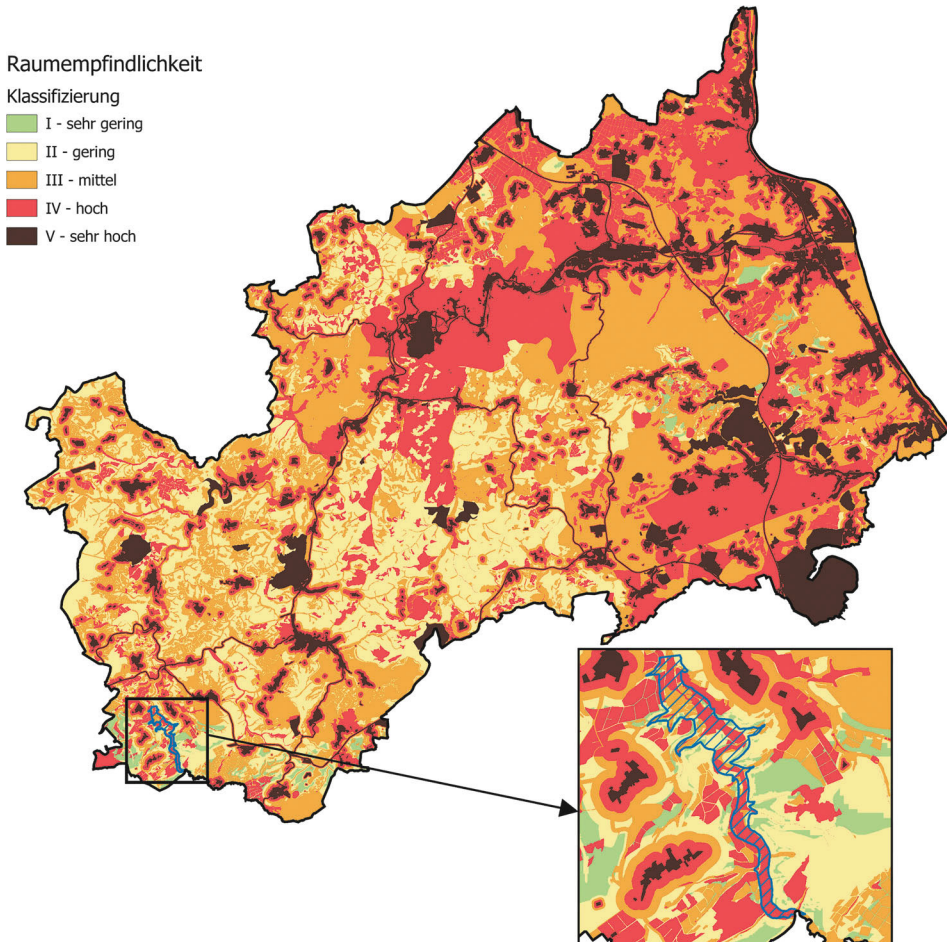 Raumempfindlichkeit
Klassifizierung
I - sehr gering
II - gering
III - mittel
IV - hoch
V - sehr hoch